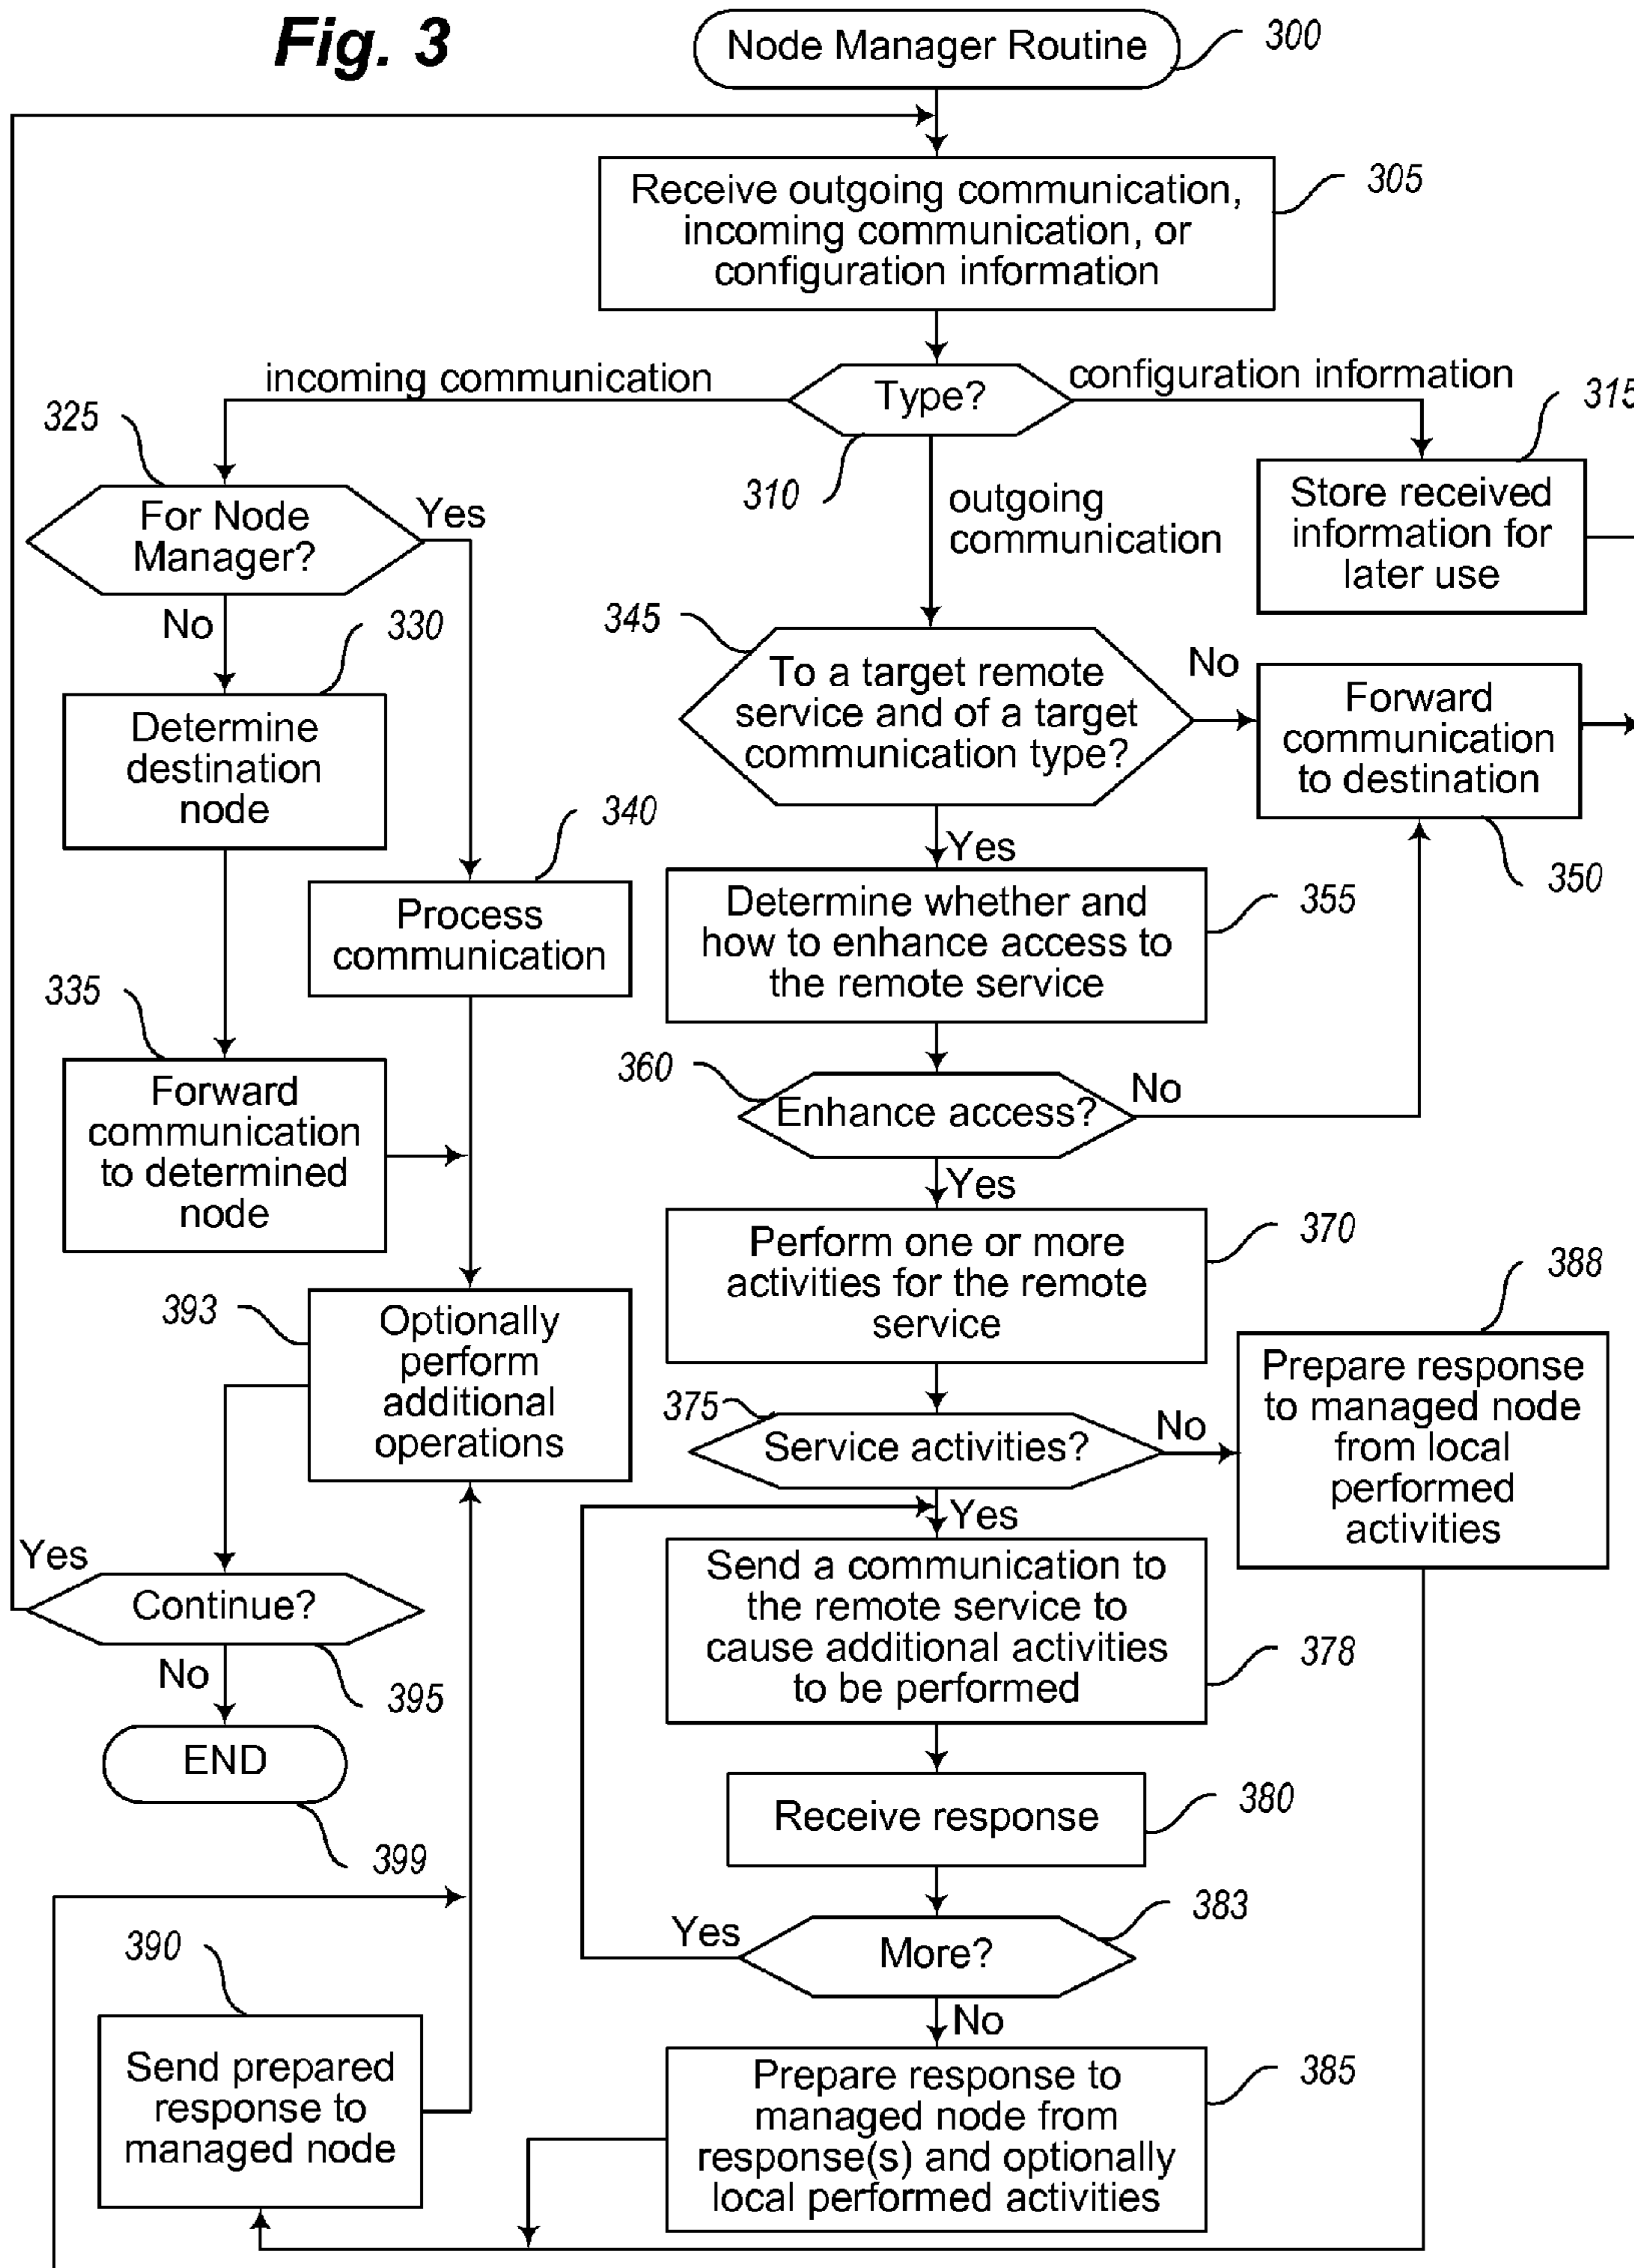 Fig. 3
Node Manager Routine
300
Receive outgoing communication,
incoming communication, or
configuration information
305
incoming communication
Type?
configuration information
310
315
325
For Node
Manager?
Yes
No
outgoing
communication
Store received
information for
later use
330
Determine
destination
node
345
To a target remote
service and of a target
communication type?
No
Forward
communication
to destination
350
340
Process
communication
Yes
Determine whether and
how to enhance access to
the remote service
355
335
Forward
communication
to determined
node
360
Enhance access?
No
Yes
Perform one or more
activities for the remote
service
370
393
Optionally
perform
additional
operations
375
Service activities?
No
388
Prepare response
to managed node
from local
performed
activities
Yes
Send a communication to
the remote service to
cause additional activities
to be performed
378
Yes
Continue?
No
395
END
399
Receive response
380
Yes
More?
383
No
390
Send prepared
response to
managed node
Prepare response to
managed node from
response(s) and optionally
local performed activities
385